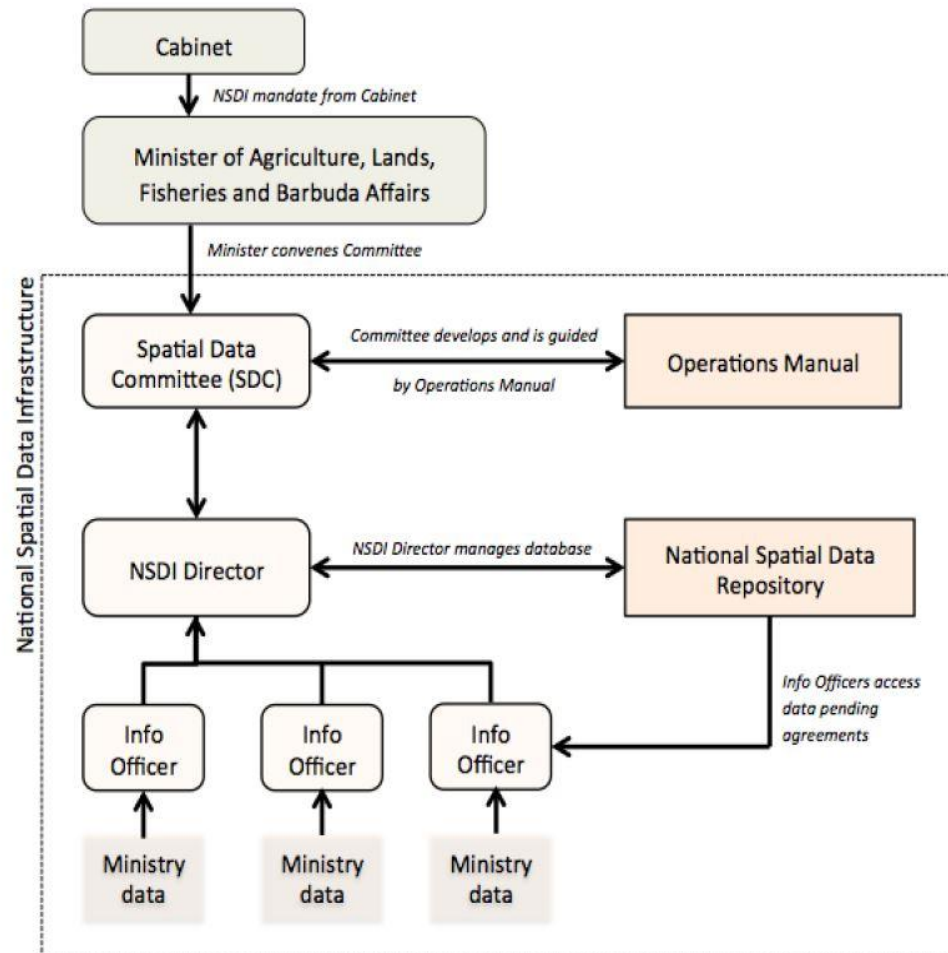 Cabinet
NSDI mandate from Cabinet
Minister of Agriculture, Lands,
Fisheries and Barbuda Affairs
Minister convenes Committee
National Spatial Data Infrastructure
Spatial Data
Committee (SDC)
Committee develops and is guided
by Operations Manual
Operations Manual
NSDI Director
NSDI Director manages database
National Spatial Data
Repository
Info Officers access
data pending
agreements
Info
Officer
Info
Officer
Info
Officer
Ministry
data
Ministry
data
Ministry
data